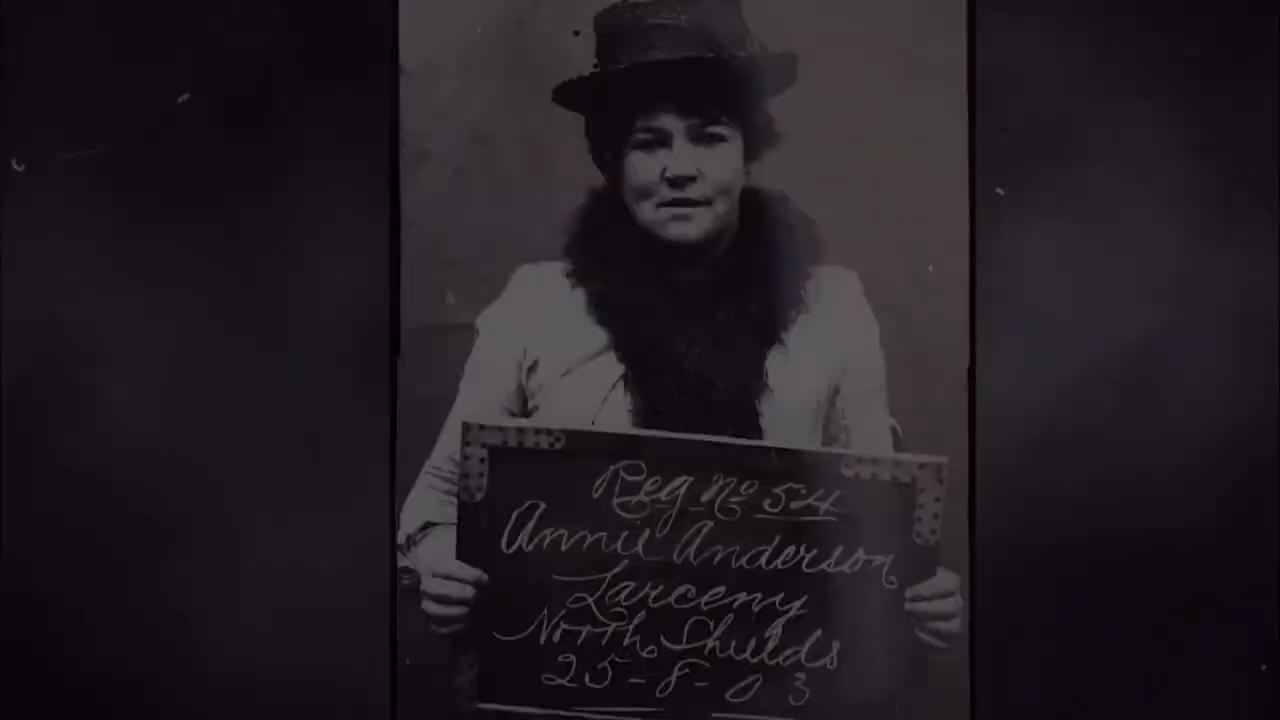 Reg No 54
Annie Anderson
Larceny
North Shields
25-8-03